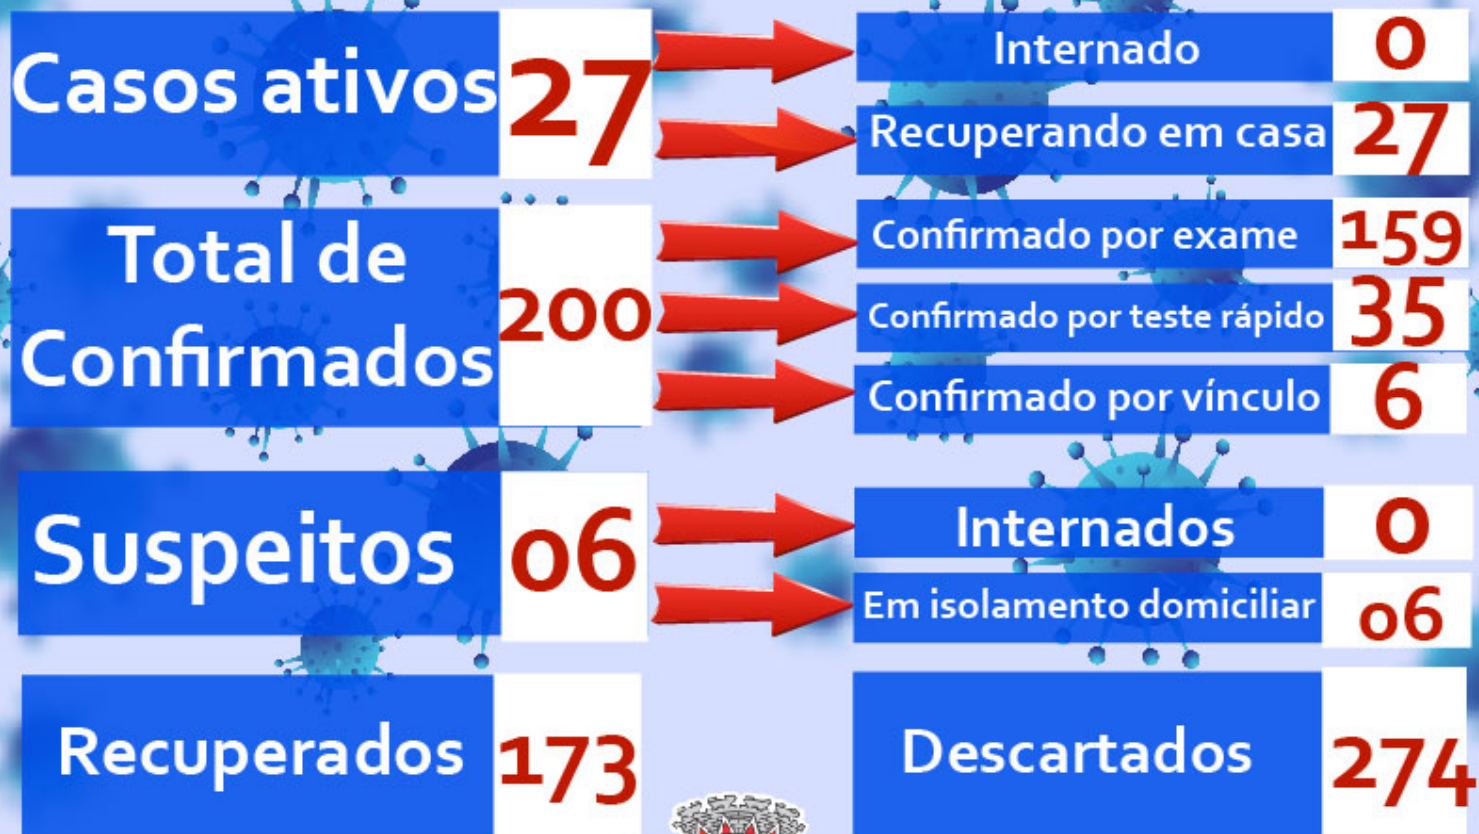 Casos ativos 27
Internado 0
Recuperando em casa 27
Total de
Confirmados 200
Confirmado por exame 159
Confirmado por teste rápido 35
Confirmado por vínculo 6
Suspeitos 06
Internados 0
Em isolamento domiciliar 06
Recuperados 173
Descartados 274